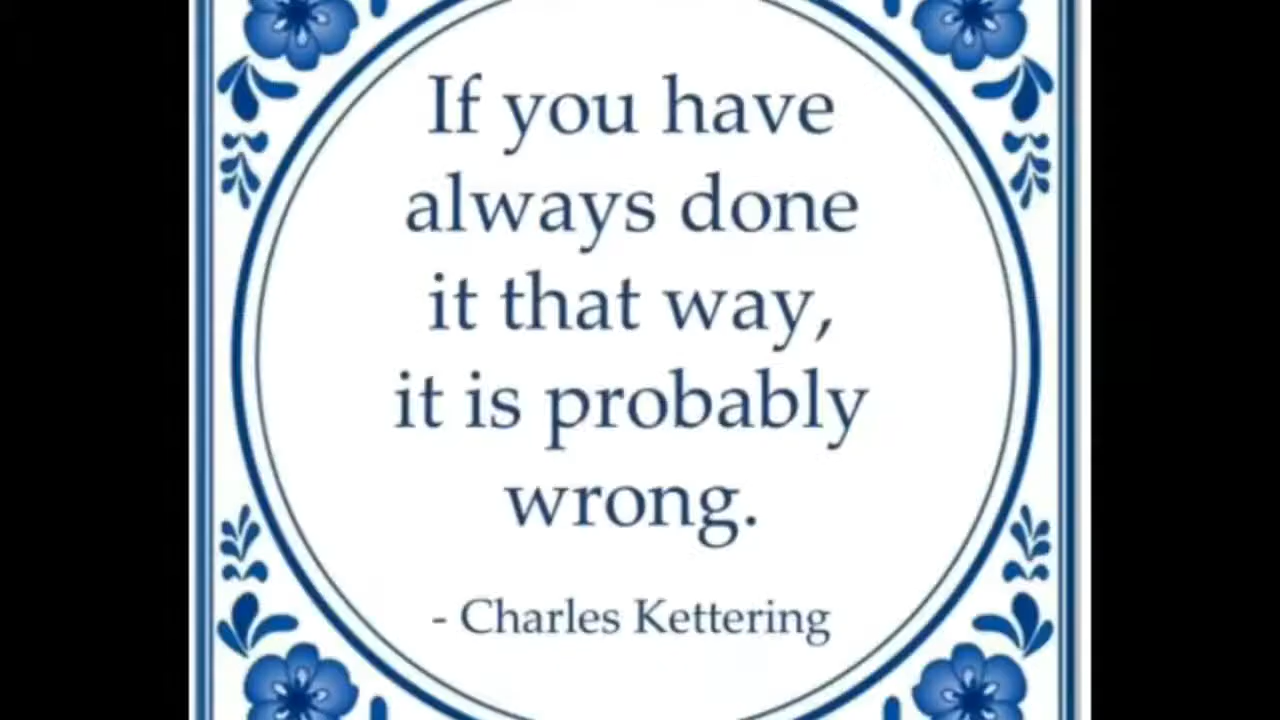 If you have
always done
it that way,
it is probably
wrong.
- Charles Kettering